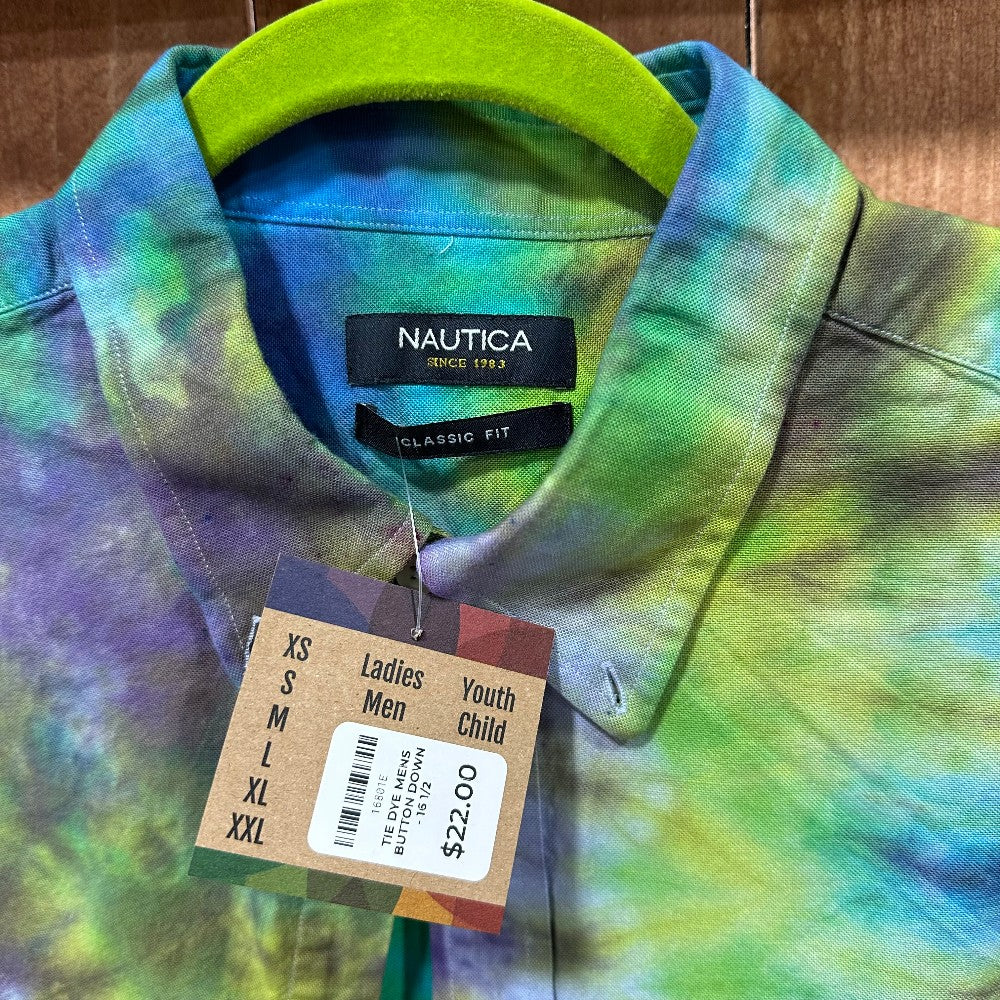 NAUTICA
SINCE 1983
CLASSIC FIT
XS
S
M
L
XL
XXL
Ladies
Men
Youth
Child
16801E
TIE DYE MENS
BUTTON DOWN
- 16 1/2
$22.00